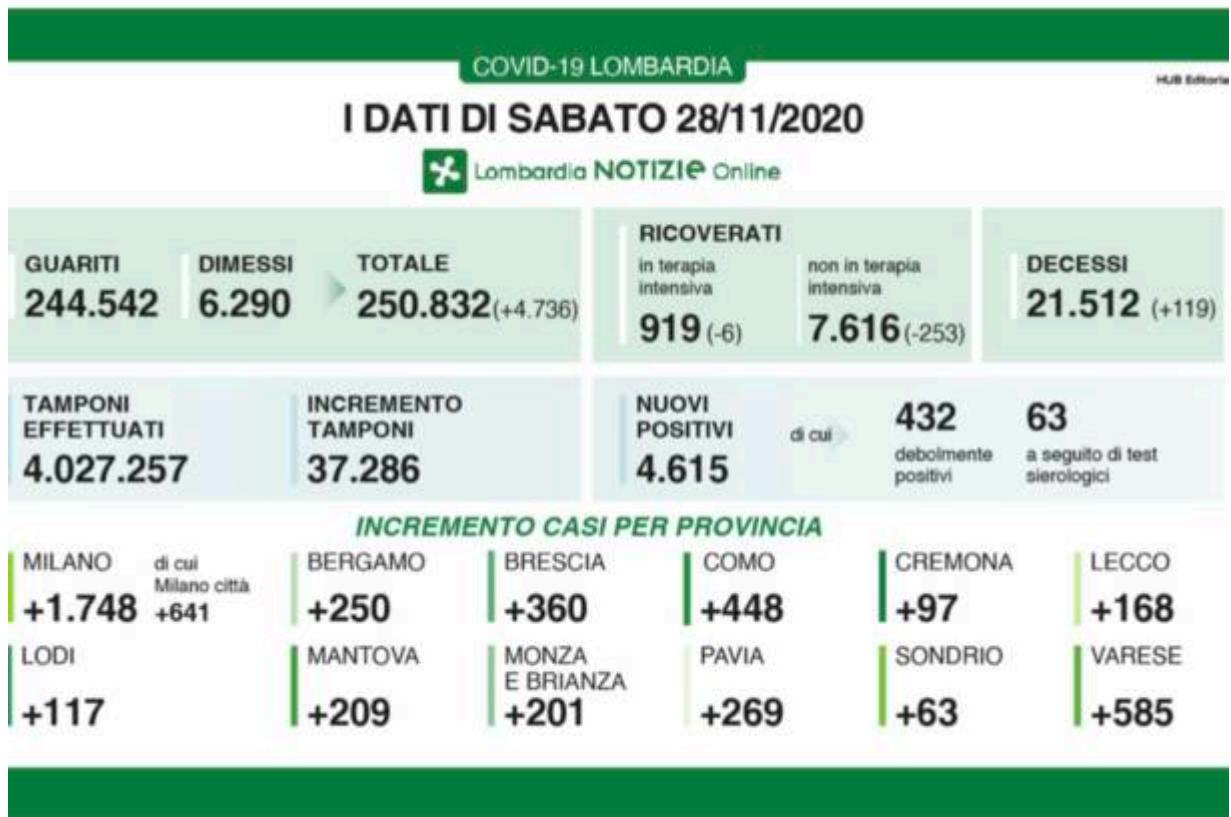 COVID-19 LOMBARDIA
HUB Editoria
I DATI DI SABATO 28/11/2020
Lombardia NOTIZIE Online
GUARITI
244.542
DIMESSI
6.290
TOTALE
250.832(+4.736)
RICOVERATI
in terapia
intensiva
919 (-6)
non in terapia
intensiva
7.616(-253)
DECESSI
21.512 (+119)
TAMPONI
EFFETTUATI
4.027.257
INCREMENTO
TAMPONI
37.286
NUOVI
POSITIVI
4.615
di cui
432
debolmente
positivi
63
a seguito di test
sierologici
INCREMENTO CASI PER PROVINCIA
MILANO
+1.748
di cui
Milano città
+641
BERGAMO
+250
BRESCIA
+360
COMO
+448
CREMONA
+97
LECCO
+168
LODI
+117
MANTOVA
+209
MONZA
E BRIANZA
+201
PAVIA
+269
SONDRIO
+63
VARESE
+585